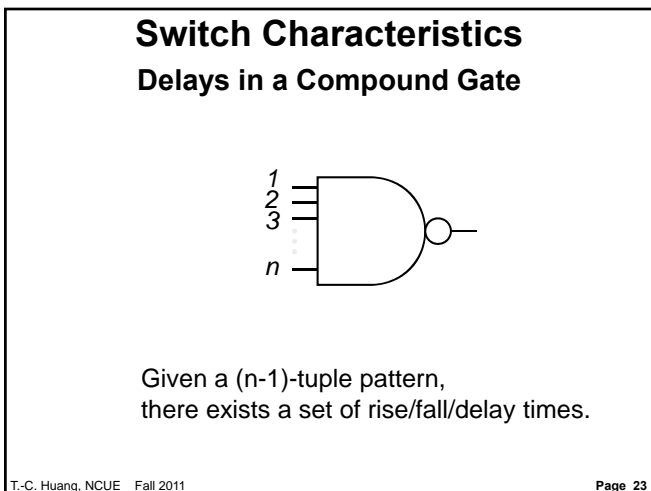 Switch Characteristics
Delays in a Compound Gate
1
2
3
n
Given a (n-1)-tuple pattern,
there exists a set of rise/fall/delay times.
T.-C. Huang, NCUE Fall 2011 Page 23